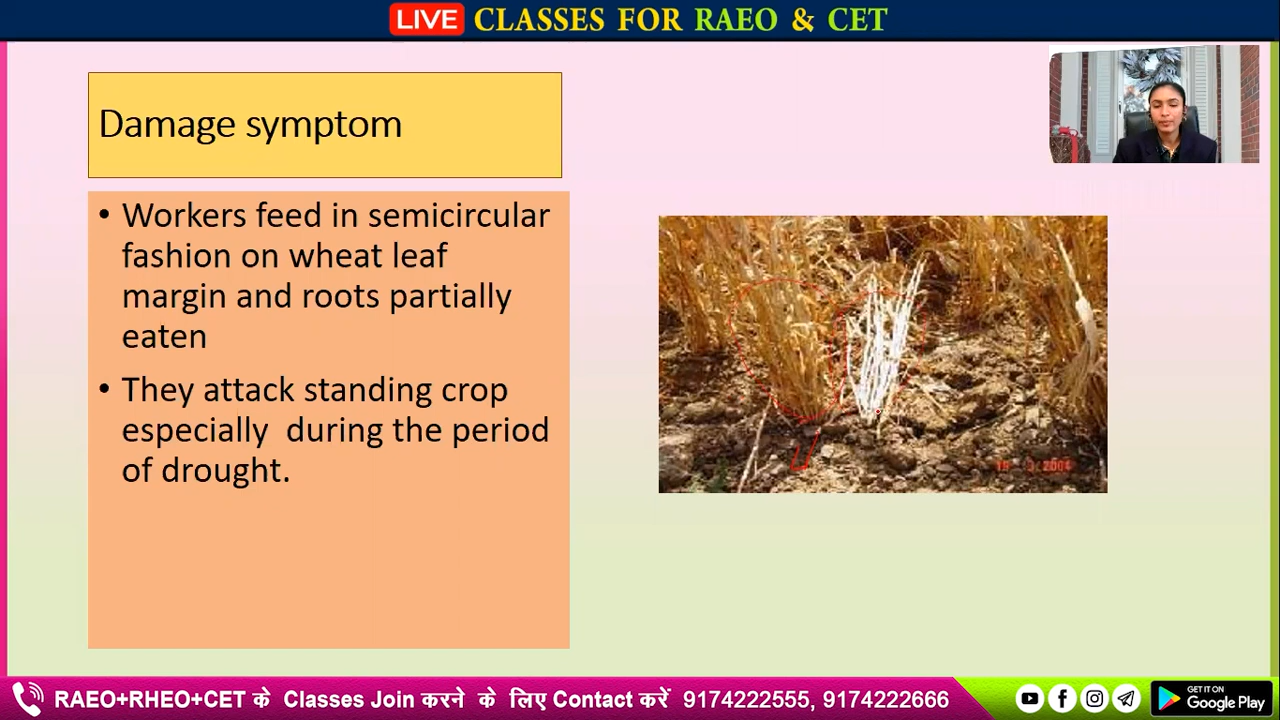 LIVE CLASSES FOR RAEO & CET
Damage symptom
• Workers feed in semicircular
fashion on wheat leaf
margin and roots partially
eaten
• They attack standing crop
especially during the period
of drought.
RAEO+RHEO+CET के Classes Join करने के लिए Contact करें 9174222555, 9174222666
GET IT ON
Google Play